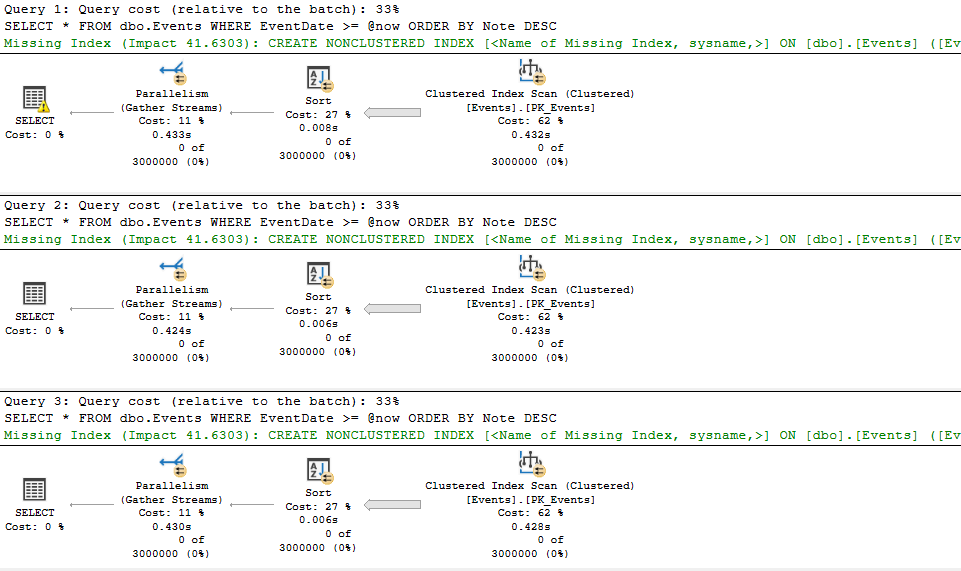 Query 1: Query cost (relative to the batch): 33%
SELECT * FROM dbo.Events WHERE EventDate >= @now ORDER BY Note DESC
Missing Index (Impact 41.6303): CREATE NONCLUSTERED INDEX [<Name of Missing Index, sysname,>] ON [dbo].[Events] ([Ev
SELECT
Cost: 0 %
Parallelism
(Gather Streams)
Cost: 11 %
0.433s
0 of
3000000 (0%)
Sort
Cost: 27 %
0.008s
0 of
3000000 (0%)
Clustered Index Scan (Clustered)
[Events].[PK_Events]
Cost: 62 %
0.432s
0 of
3000000 (0%)
Query 2: Query cost (relative to the batch): 33%
SELECT * FROM dbo.Events WHERE EventDate >= @now ORDER BY Note DESC
Missing Index (Impact 41.6303): CREATE NONCLUSTERED INDEX [<Name of Missing Index, sysname,>] ON [dbo].[Events] ([Ev
SELECT
Cost: 0 %
Parallelism
(Gather Streams)
Cost: 11 %
0.424s
0 of
3000000 (0%)
Sort
Cost: 27 %
0.006s
0 of
3000000 (0%)
Clustered Index Scan (Clustered)
[Events].[PK_Events]
Cost: 62 %
0.423s
0 of
3000000 (0%)
Query 3: Query cost (relative to the batch): 33%
SELECT * FROM dbo.Events WHERE EventDate >= @now ORDER BY Note DESC
Missing Index (Impact 41.6303): CREATE NONCLUSTERED INDEX [<Name of Missing Index, sysname,>] ON [dbo].[Events] ([Ev
SELECT
Cost: 0 %
Parallelism
(Gather Streams)
Cost: 11 %
0.430s
0 of
3000000 (0%)
Sort
Cost: 27 %
0.006s
0 of
3000000 (0%)
Clustered Index Scan (Clustered)
[Events].[PK_Events]
Cost: 62 %
0.428s
0 of
3000000 (0%)